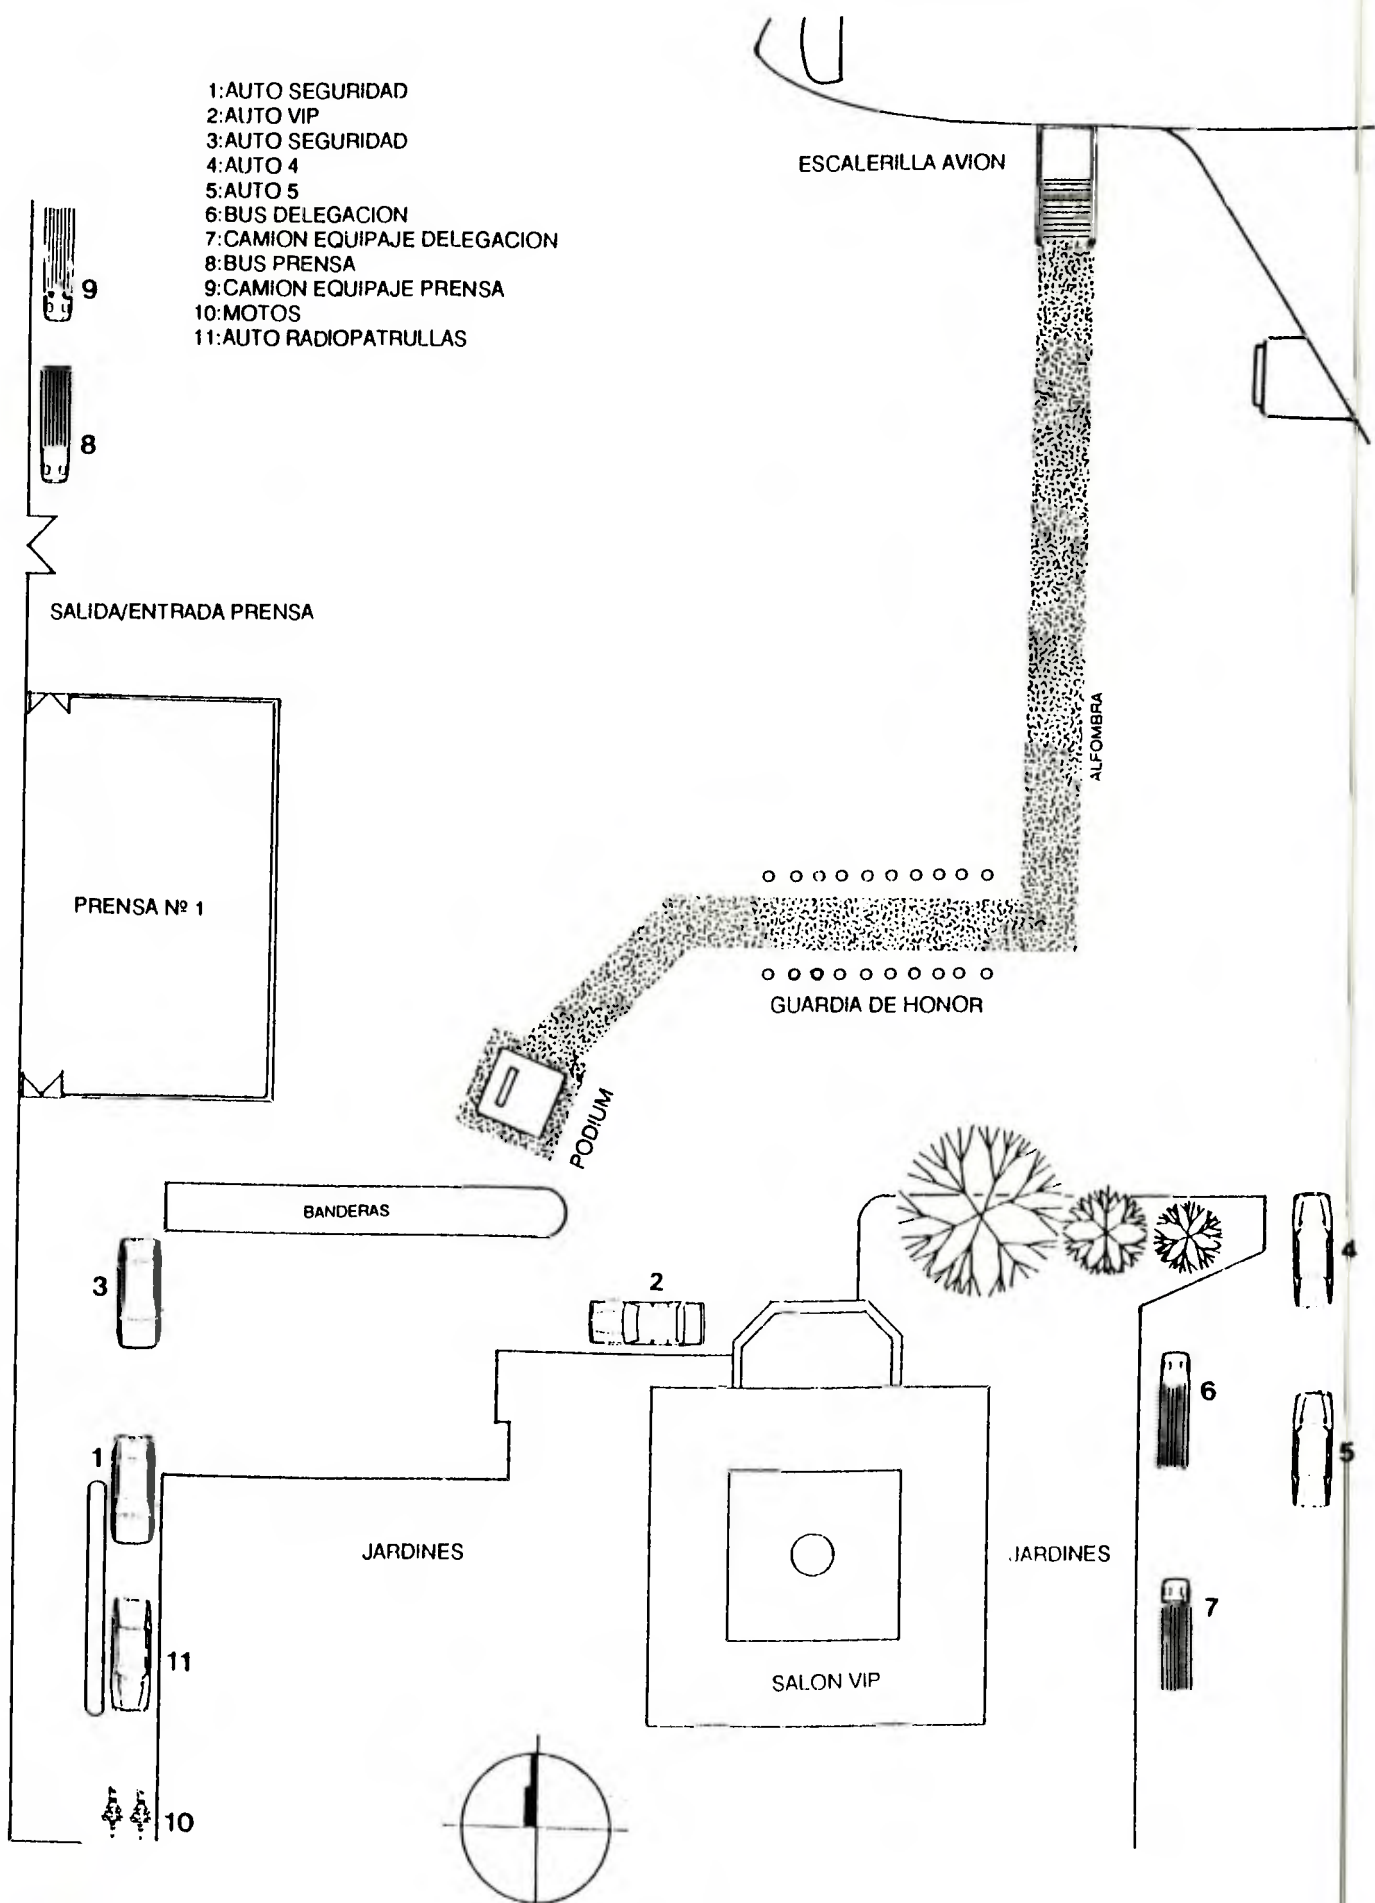 1:AUTO SEGURIDAD
2:AUTO VIP
3:AUTO SEGURIDAD
4:AUTO 4
5:AUTO 5
6:BUS DELEGACION
7:CAMION EQUIPAJE DELEGACION
8:BUS PRENSA
9:CAMION EQUIPAJE PRENSA
10:MOTOS
11:AUTO RADIOPATRULLAS
ESCALERILLA AVION
9
8
SALIDA/ENTRADA PRENSA
ALFOMBRA
PRENSA Nº 1
GUARDIA DE HONOR
PODIUM
BANDERAS
3
2
4
6
1
5
JARDINES
JARDINES
7
11
SALON VIP
10